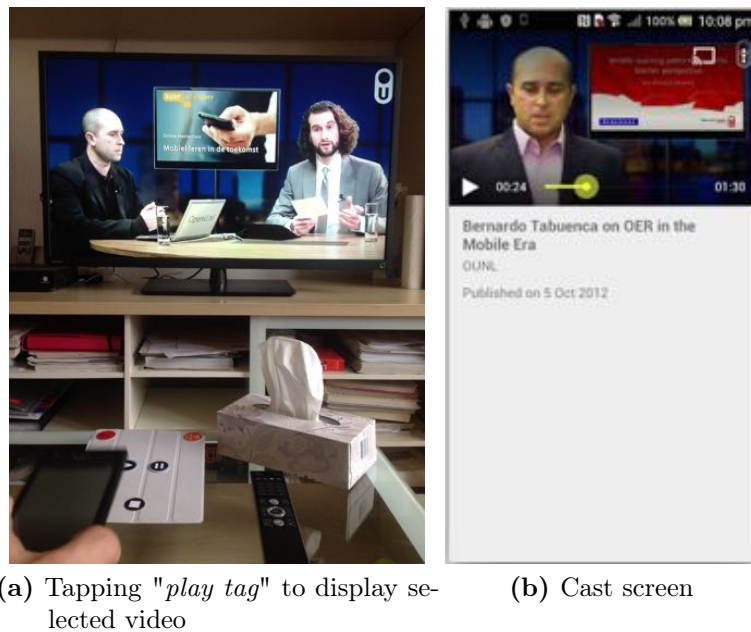 Mobiel leren in de toekomst
OpenU
100% 10:08 pm
00:24
01:30
Bernardo Tabuenca on OER in the
Mobile Era
OUNL
Published on 5 Oct 2012
(a) Tapping "play tag" to display se-
lected video
(b) Cast screen